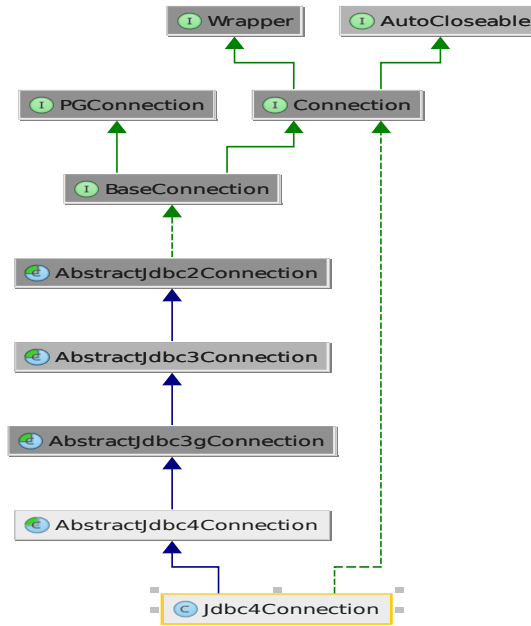 I Wrapper
I AutoCloseable
I PGConnection
I Connection
I BaseConnection
C AbstractJdbc2Connection
C AbstractJdbc3Connection
C AbstractJdbc3gConnection
C AbstractJdbc4Connection
C Jdbc4Connection